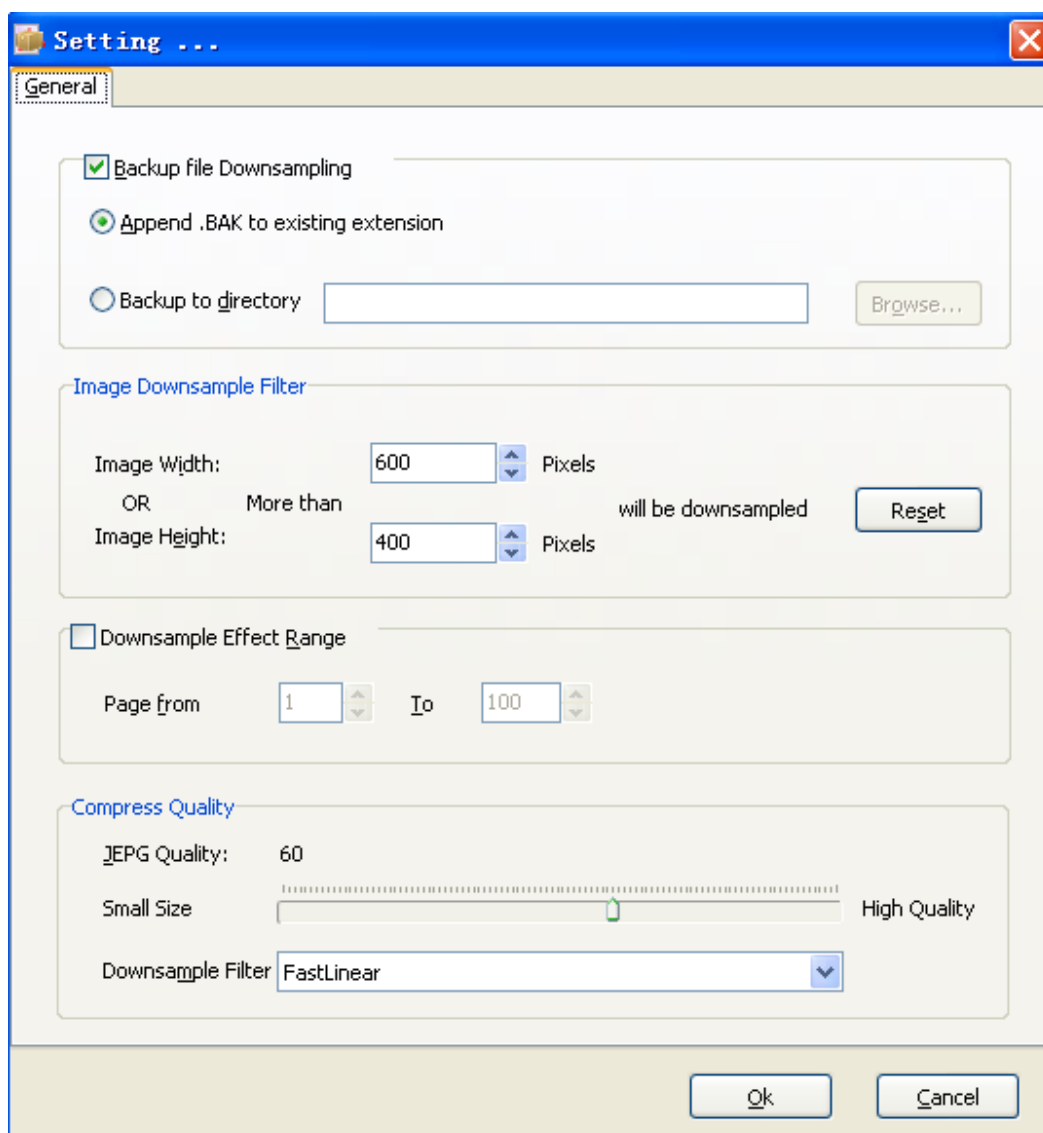 Setting ...
General
Backup file Downsampling
Append .BAK to existing extension
Backup to directory
Browse...
Image Downsample Filter
Image Width: 600 Pixels
OR More than will be downsampled Reset
Image Height: 400 Pixels
Downsample Effect Range
Page from 1 To 100
Compress Quality
JEPG Quality: 60
Small Size High Quality
Downsample Filter FastLinear
Ok Cancel